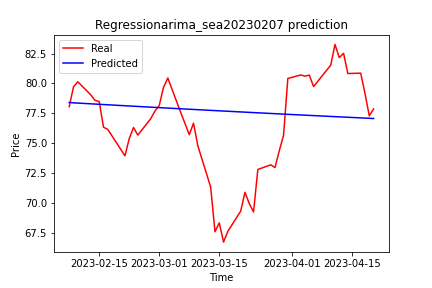 Regressionarima_sea20230207 prediction
Real
Predicted
82.5
80.0
77.5
75.0
72.5
70.0
67.5
Price
2023-02-15 2023-03-01 2023-03-15 2023-04-01 2023-04-15
Time